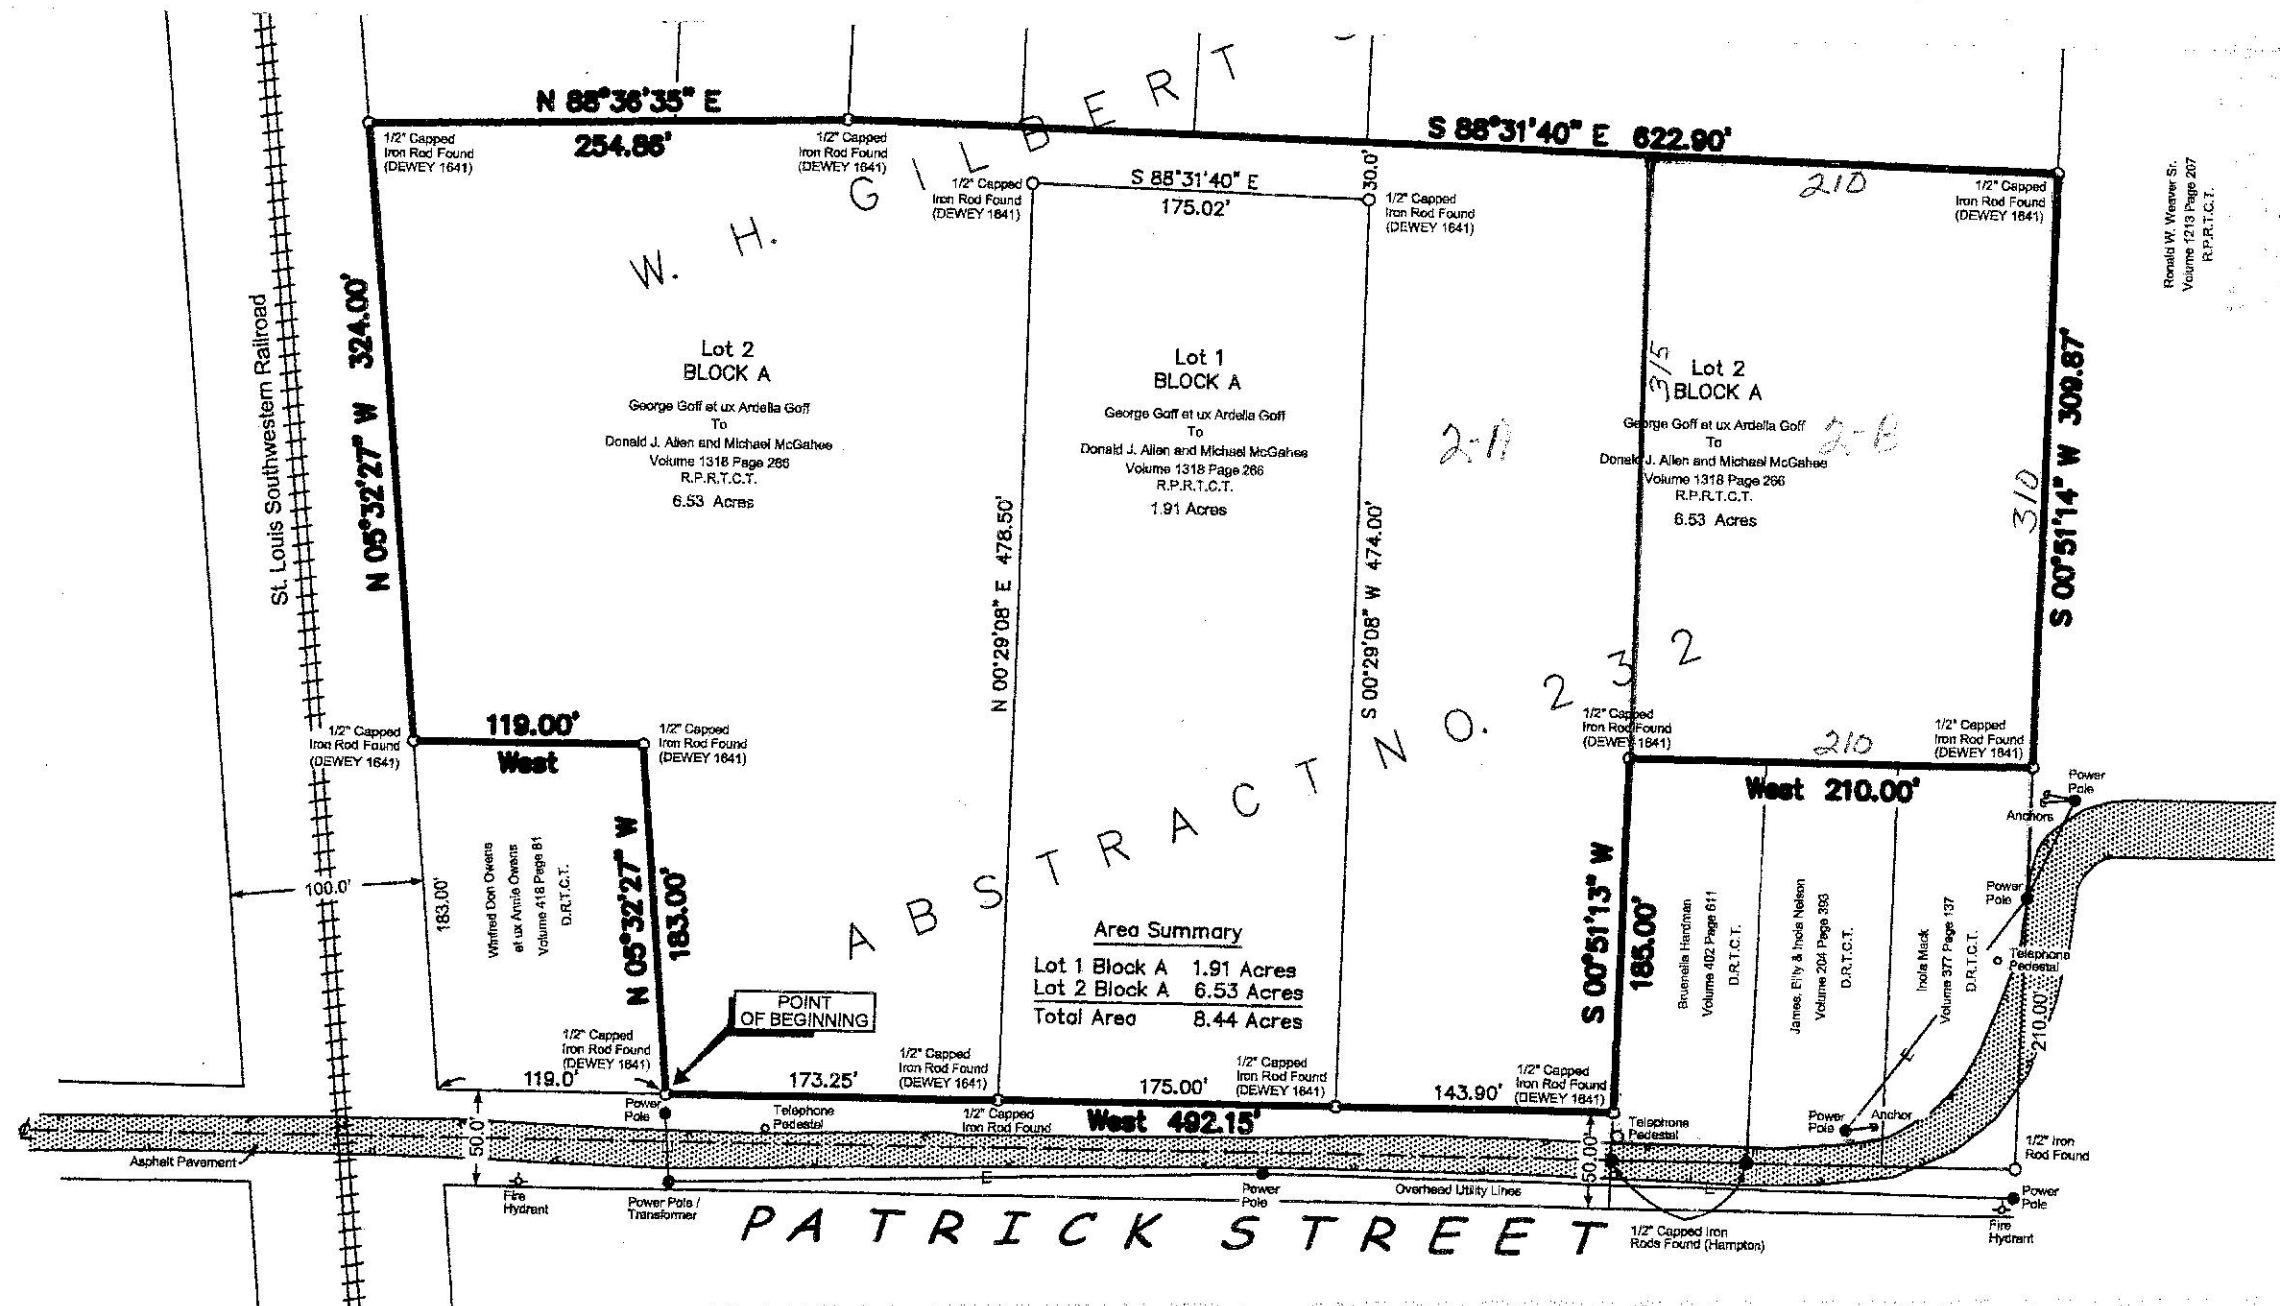 N 88°36'35" E
254.86'
S 88°31'40" E 622.90'
1/2" Capped
Iron Rod Found
(DEWEY 1641)
1/2" Capped
Iron Rod Found
(DEWEY 1641)
1/2" Capped
Iron Rod Found
(DEWEY 1641)
S 88°31'40" E
175.02'
30.0'
1/2" Capped
Iron Rod Found
(DEWEY 1641)
210
1/2" Capped
Iron Rod Found
(DEWEY 1641)
Ronald W. Weaver Sr.
Volume 1213 Page 207
R.P.R.T.C.T.
W. H. GILBERT
St. Louis Southwestern Railroad
N 05°32'27" W 324.00'
Lot 2
BLOCK A
George Goff et ux Ardella Goff
To
Donald J. Allen and Michael McGahee
Volume 1318 Page 266
R.P.R.T.C.T.
6.53 Acres
N 00°29'08" E 478.50'
Lot 1
BLOCK A
George Goff et ux Ardella Goff
To
Donald J. Allen and Michael McGahee
Volume 1318 Page 266
R.P.R.T.C.T.
1.91 Acres
S 00°29'08" W 474.00'
2-A
315
Lot 2
BLOCK A
George Goff et ux Ardella Goff
To
Donald J. Allen and Michael McGahee
Volume 1318 Page 266
R.P.R.T.C.T.
6.53 Acres
2-B
310
S 00°51'14" W 309.87'
ABSTRACT NO. 232
1/2" Capped
Iron Rod Found
(DEWEY 1641)
119.00'
West
1/2" Capped
Iron Rod Found
(DEWEY 1641)
1/2" Capped
Iron Rod Found
(DEWEY 1641)
210
West 210.00'
1/2" Capped
Iron Rod Found
(DEWEY 1641)
Power
Pole
Anchors
100.0'
183.00'
Winfred Don Owens
et ux Annie Owens
Volume 418 Page 81
D.R.T.C.T.
N 05°32'27" W
183.00'
POINT
OF BEGINNING
Area Summary
Lot 1 Block A 1.91 Acres
Lot 2 Block A 6.53 Acres
Total Area 8.44 Acres
S 00°51'13" W
185.00'
Bruenella Hardman
Volume 402 Page 611
D.R.T.C.T.
James, Billy & Inola Nelson
Volume 204 Page 393
D.R.T.C.T.
Inola Mack
Volume 377 Page 137
D.R.T.C.T.
Power
Pole
Telephone
Pedestal
210.00'
E
1/2" Capped
Iron Rod Found
(DEWEY 1641)
119.0'
173.25'
1/2" Capped
Iron Rod Found
(DEWEY 1641)
175.00'
1/2" Capped
Iron Rod Found
(DEWEY 1641)
143.90'
1/2" Capped
Iron Rod Found
(DEWEY 1641)
Power
Pole
Telephone
Pedestal
1/2" Capped
Iron Rod Found
West 492.15'
Telephone
Pedestal
Power
Pole
Anchor
1/2" Iron
Rod Found
Asphalt Pavement
50.0'
50.00'
Fire
Hydrant
Power Pole /
Transformer
E
Power
Pole
Overhead Utility Lines
E
Power
Pole
Fire
Hydrant
PATRICK STREET
1/2" Capped Iron
Rods Found (Hampton)